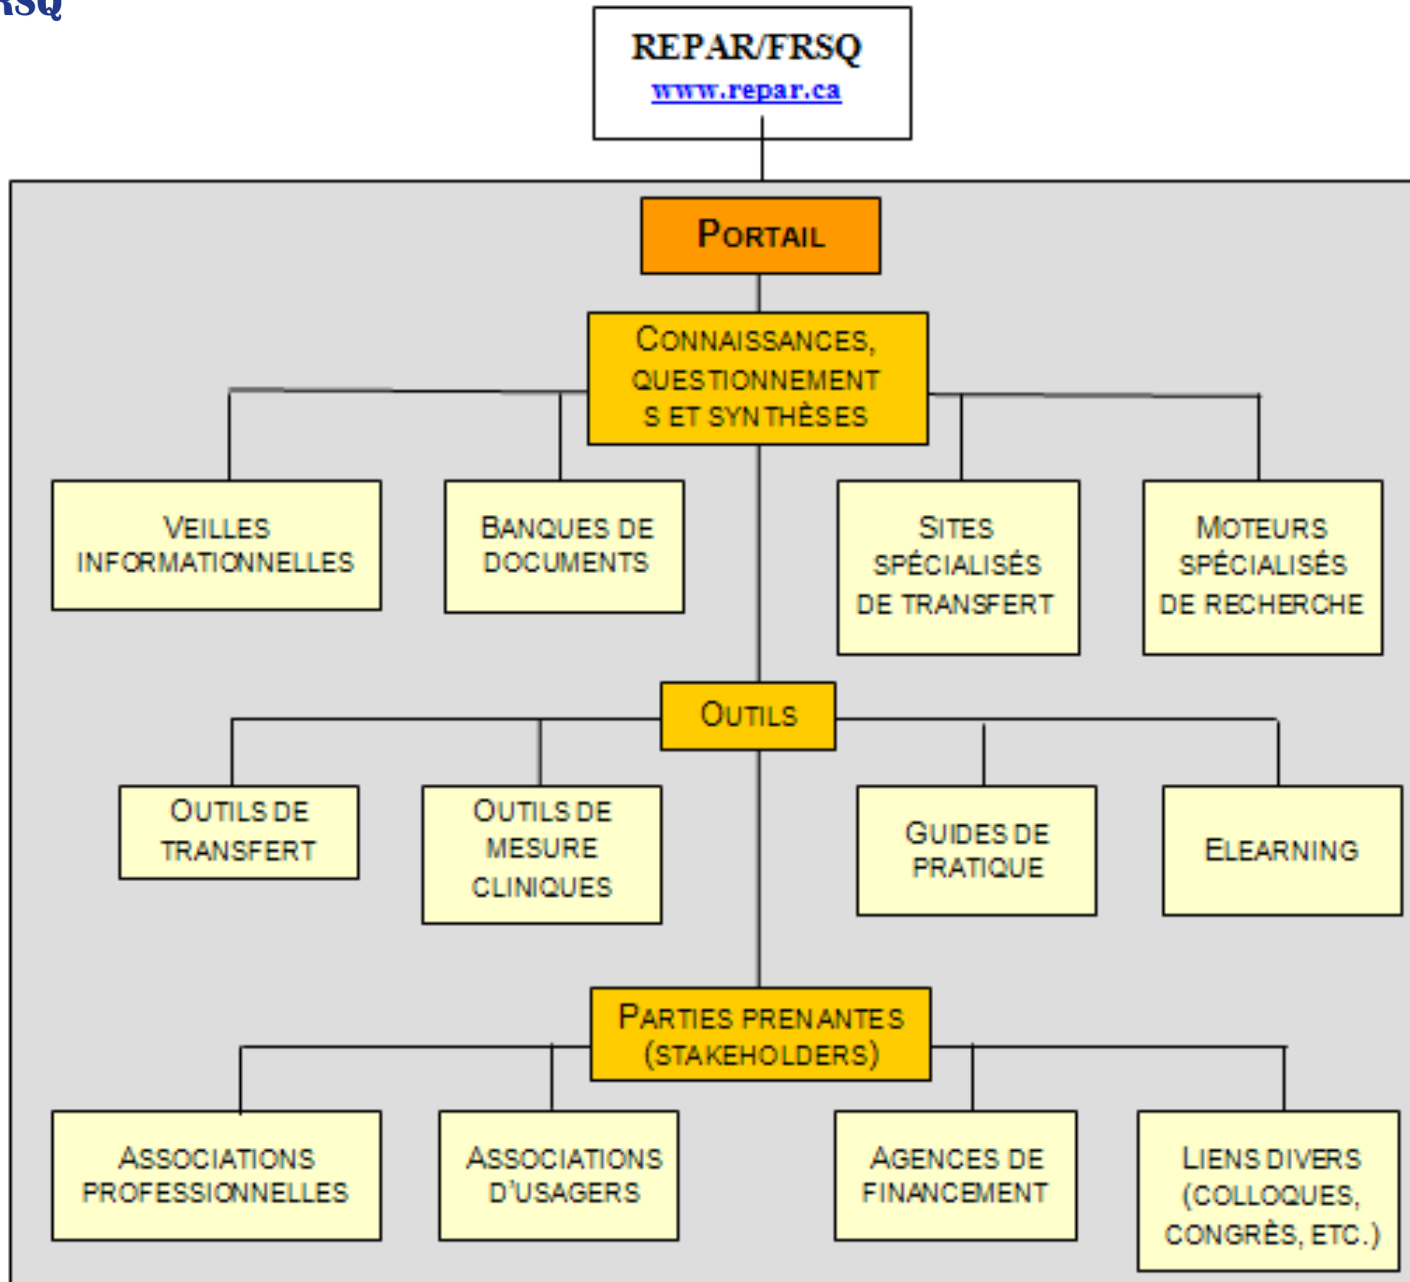 RSQ
REPAR/FRSQ
www.repar.ca
PORTAIL
CONNAISSANCES,
QUESTIONNEMENT
S ET SYNTHÈSES
VEILLES
INFORMATIONNELLES
BANQUES DE
DOCUMENTS
SITES
SPÉCIALISÉS
DE TRANSFERT
MOTEURS
SPÉCIALISÉS
DE RECHERCHE
OUTILS
OUTILS DE
TRANSFERT
OUTILS DE
MESURE
CLINIQUES
GUIDES DE
PRATIQUE
ELEARNING
PARTIES PRENANTES
(STAKEHOLDERS)
ASSOCIATIONS
PROFESSIONNELLES
ASSOCIATIONS
D'USAGERS
AGENCES DE
FINANCEMENT
LIENS DIVERS
(COLLOQUES,
CONGRÈS, ETC.)